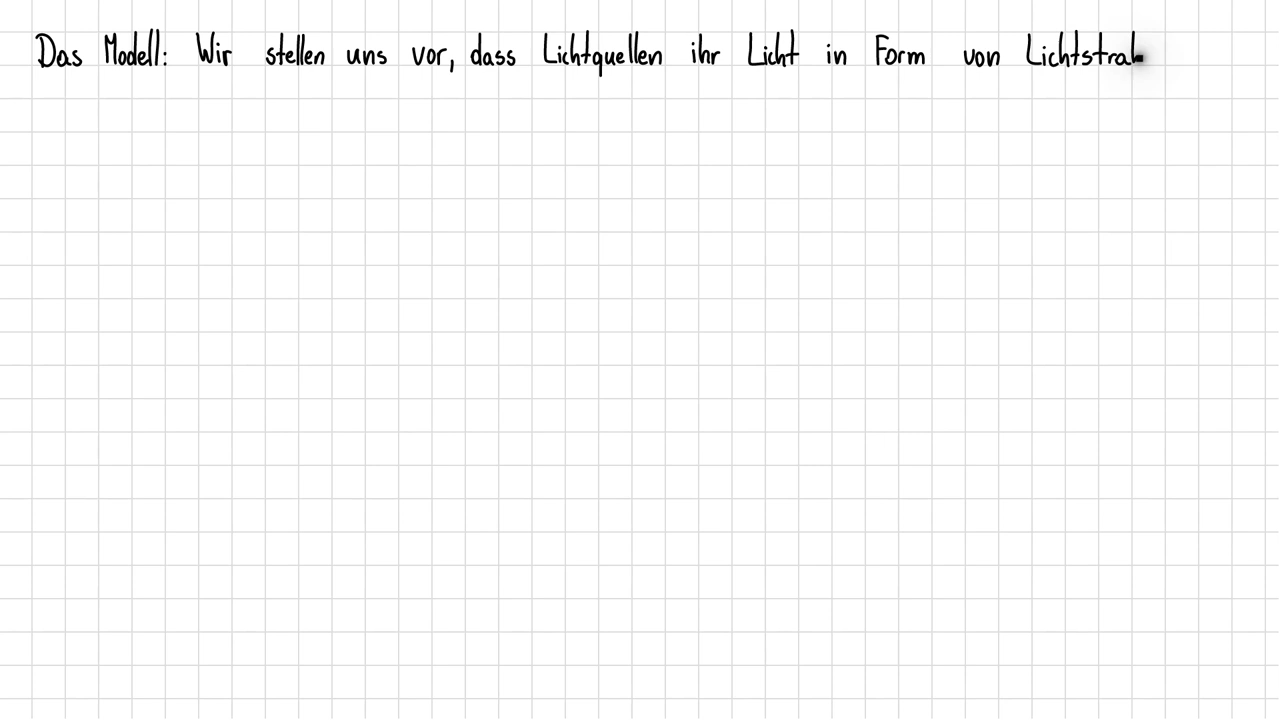 Das Modell: Wir stellen uns vor, dass Lichtquellen ihr Licht in Form von Lichtstrah